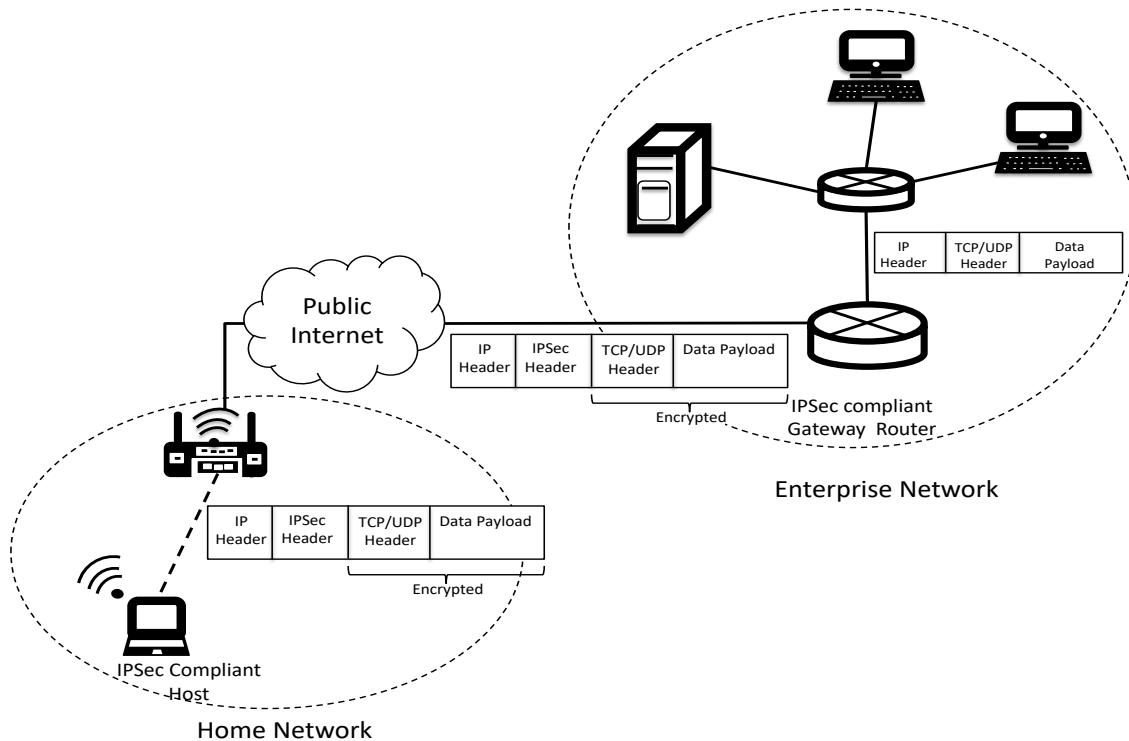 IP
Header
TCP/UDP
Header
Data
Payload
Public
Internet
IP
Header
IPSec
Header
TCP/UDP
Header
Data Payload
Encrypted
IPSec compliant
Gateway Router
Enterprise Network
IP
Header
IPSec
Header
TCP/UDP
Header
Data Payload
Encrypted
IPSec Compliant
Host
Home Network